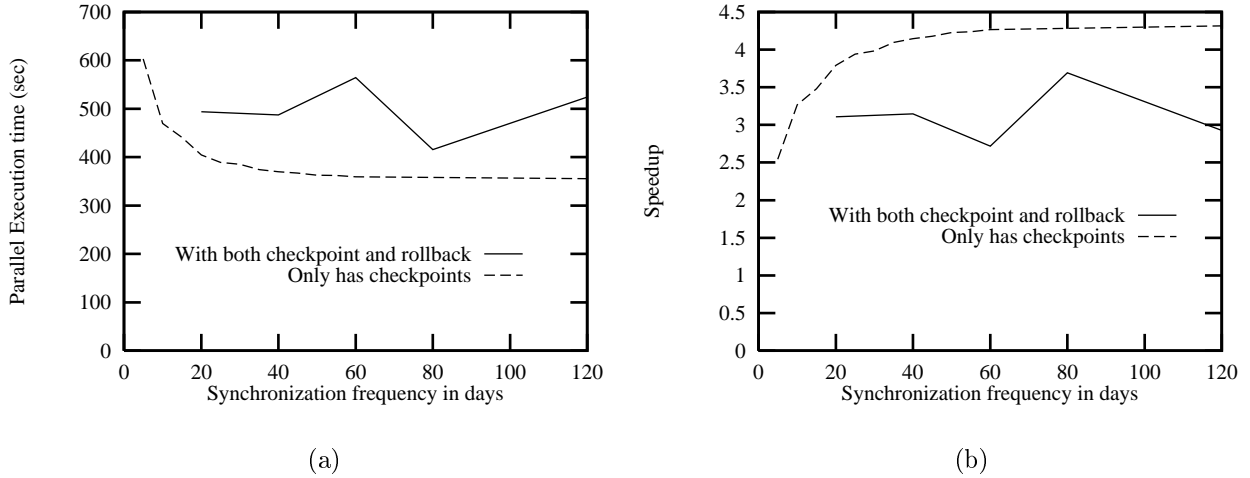 700
600
500
400
300
200
100
0
Parallel Execution time (sec)
With both checkpoint and rollback
Only has checkpoints
0 20 40 60 80 100 120
Synchronization frequency in days
(a)
4.5
4
3.5
3
2.5
2
1.5
1
0.5
0
Speedup
With both checkpoint and rollback
Only has checkpoints
0 20 40 60 80 100 120
Synchronization frequency in days
(b)